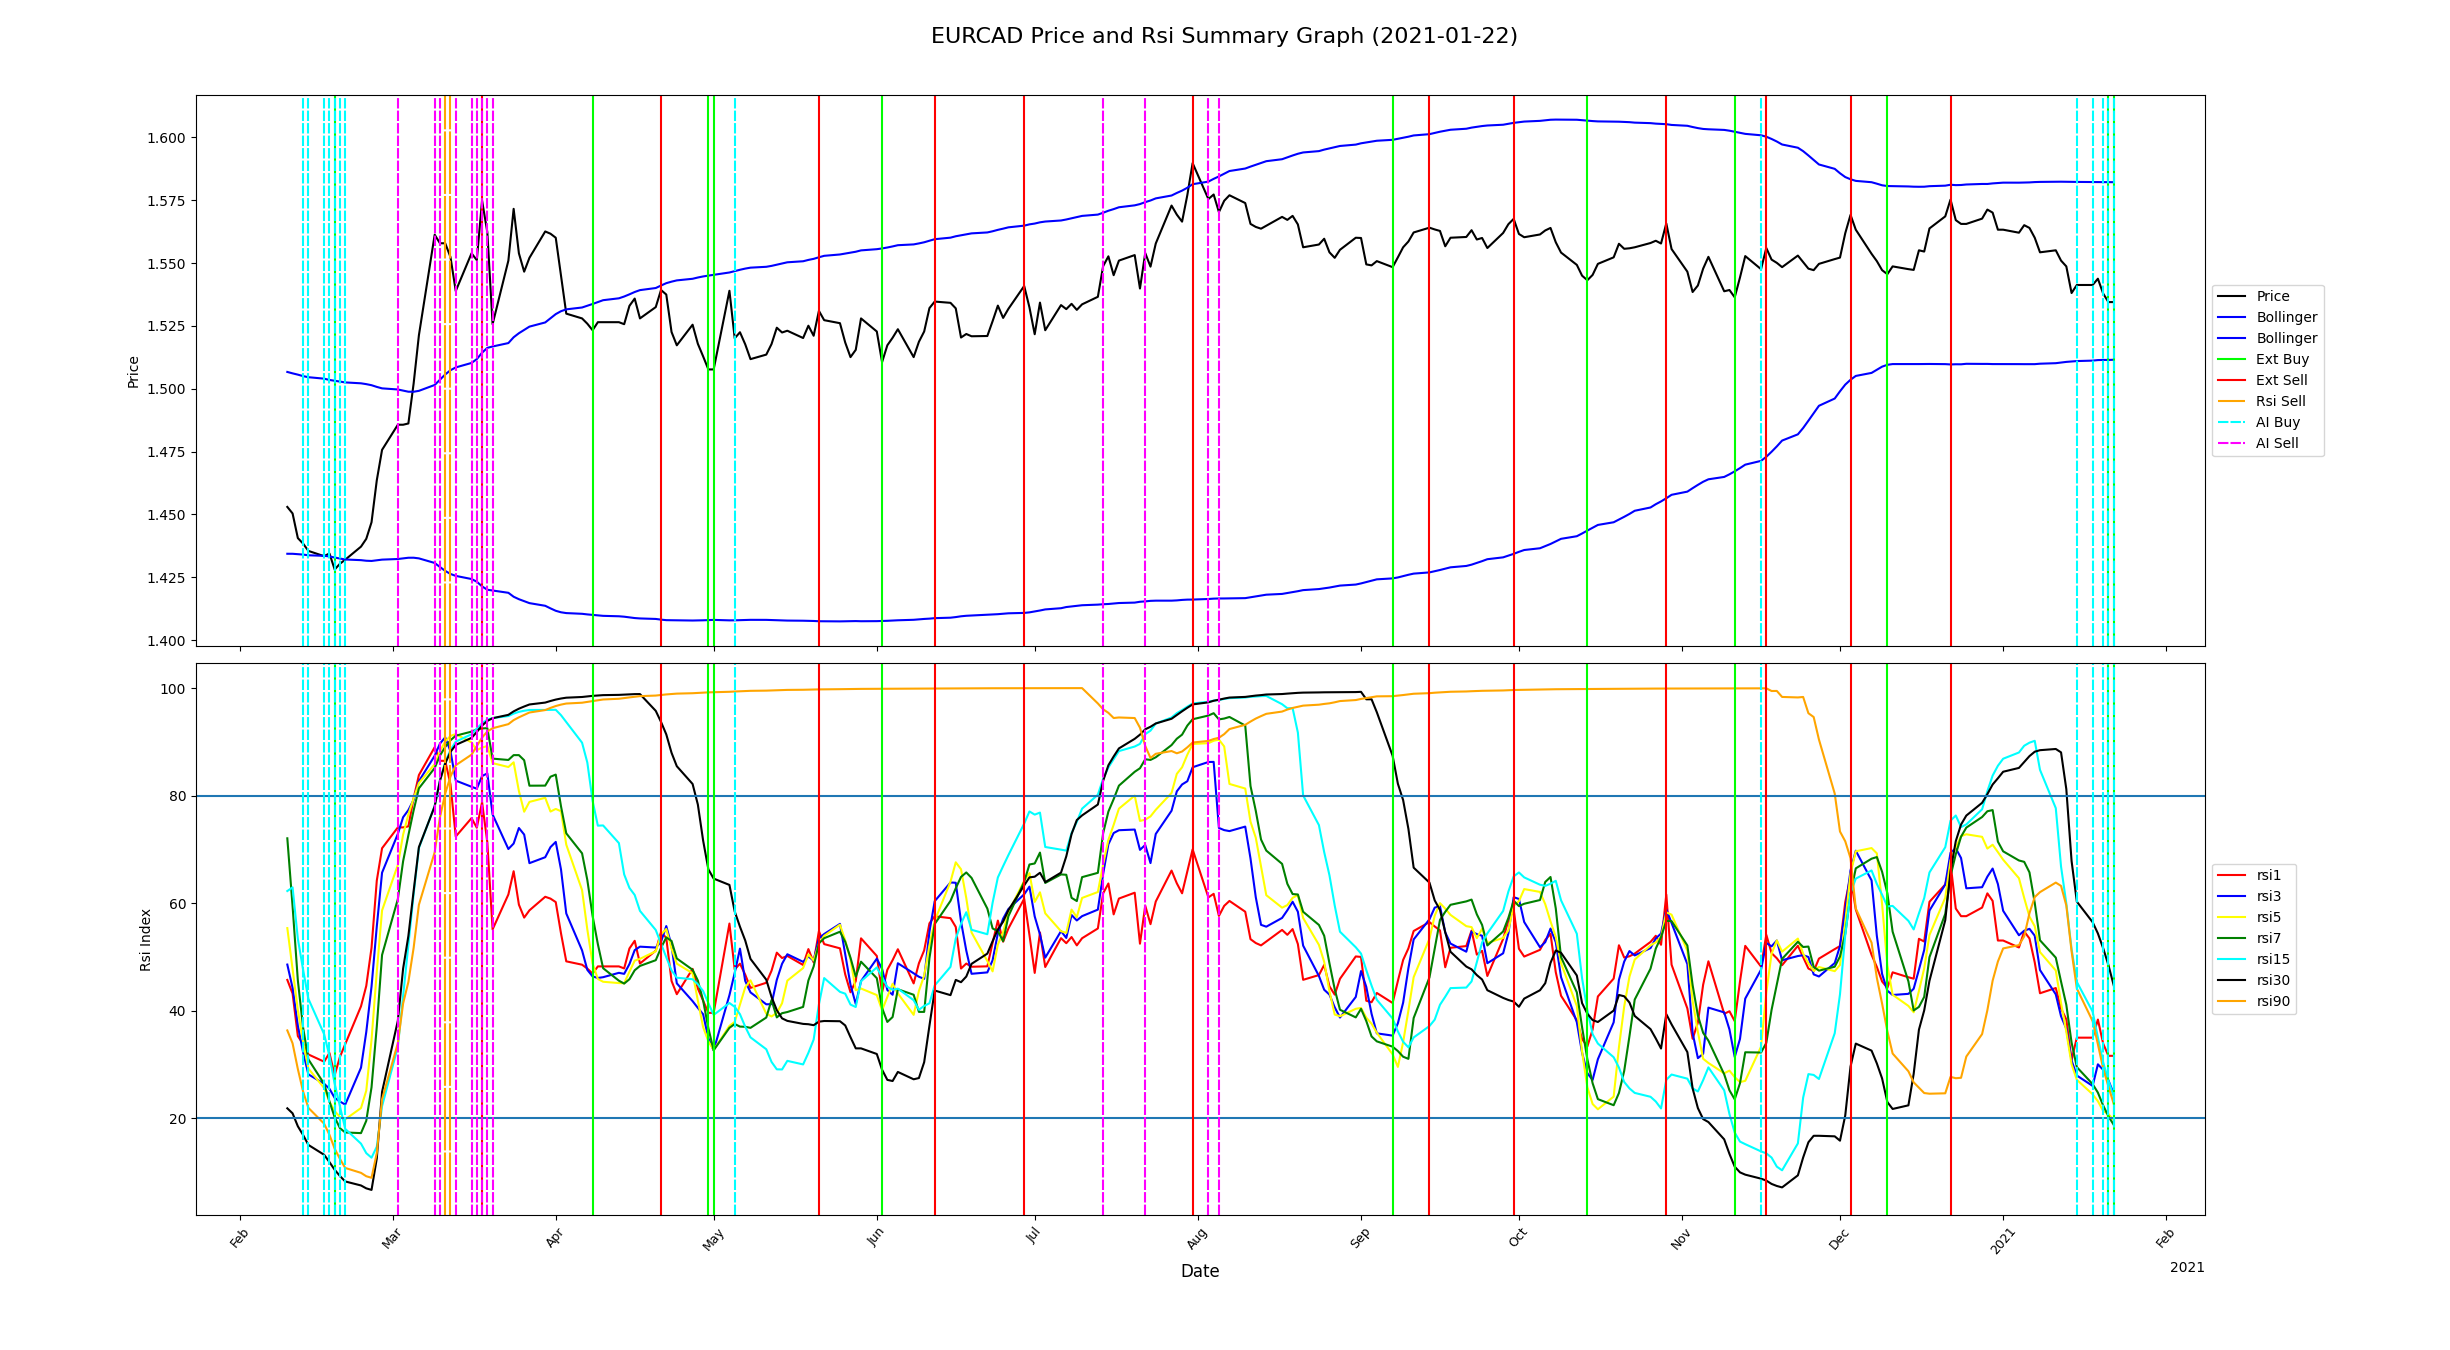 EURCAD Price and Rsi Summary Graph (2021-01-22)
Price
1.600
1.575
1.550
1.525
1.500
1.475
1.450
1.425
1.400
Price
Bollinger
Bollinger
Ext Buy
Ext Sell
Rsi Sell
AI Buy
AI Sell
Rsi Index
100
80
60
40
20
rsi1
rsi3
rsi5
rsi7
rsi15
rsi30
rsi90
Feb Mar Apr May Jun Jul Aug Sep Oct Nov Dec 2021 Feb
Date
2021